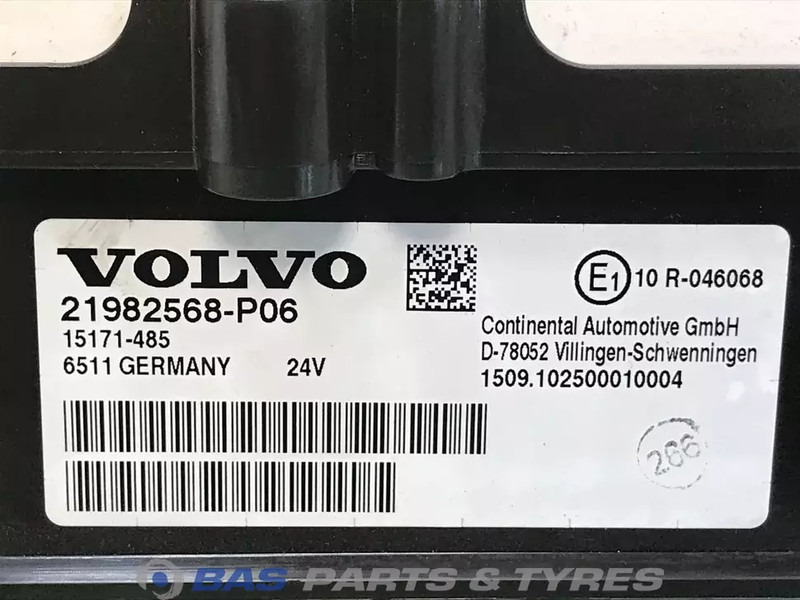 VOLVO
21982568-P06
15171-485
6511 GERMANY 24V
E1 10 R-046068
Continental Automotive GmbH
D-78052 Villingen-Schwenningen
1509.102500010004
266
BAS PARTS & TYRES